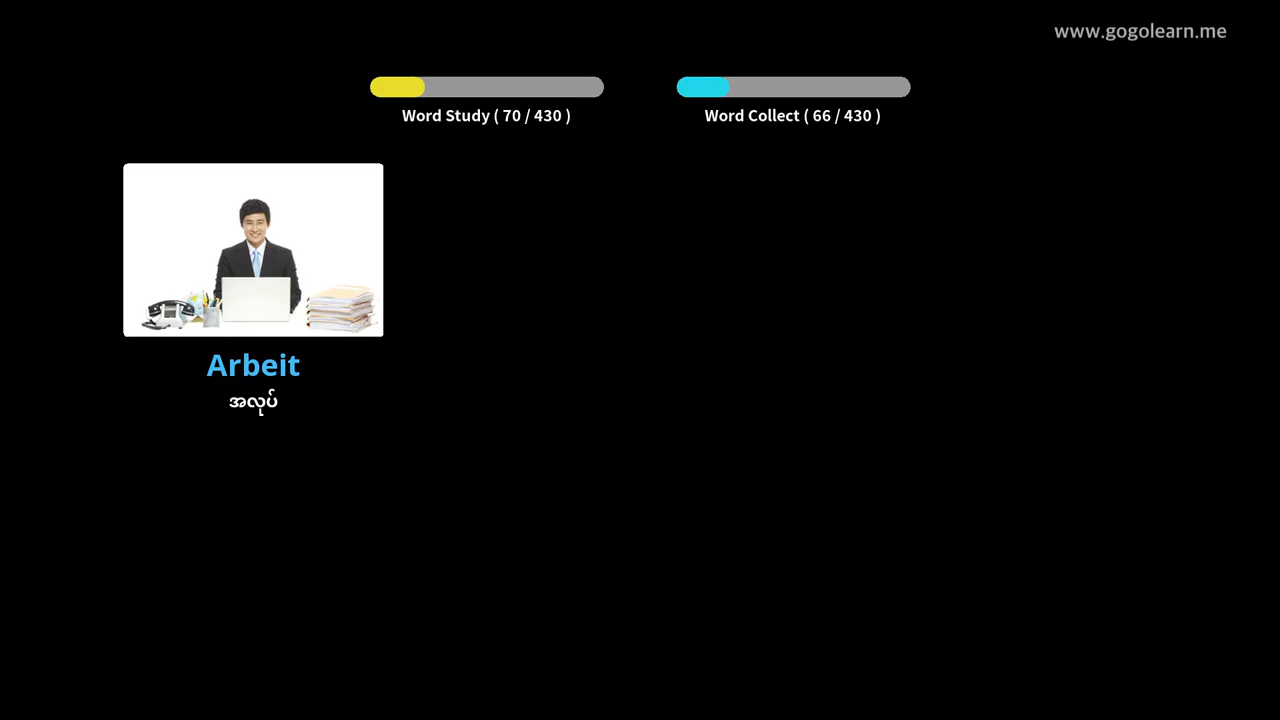 www.gogolearn.me
Word Study ( 70 / 430 )
Word Collect ( 66 / 430 )
Arbeit
အလုပ်